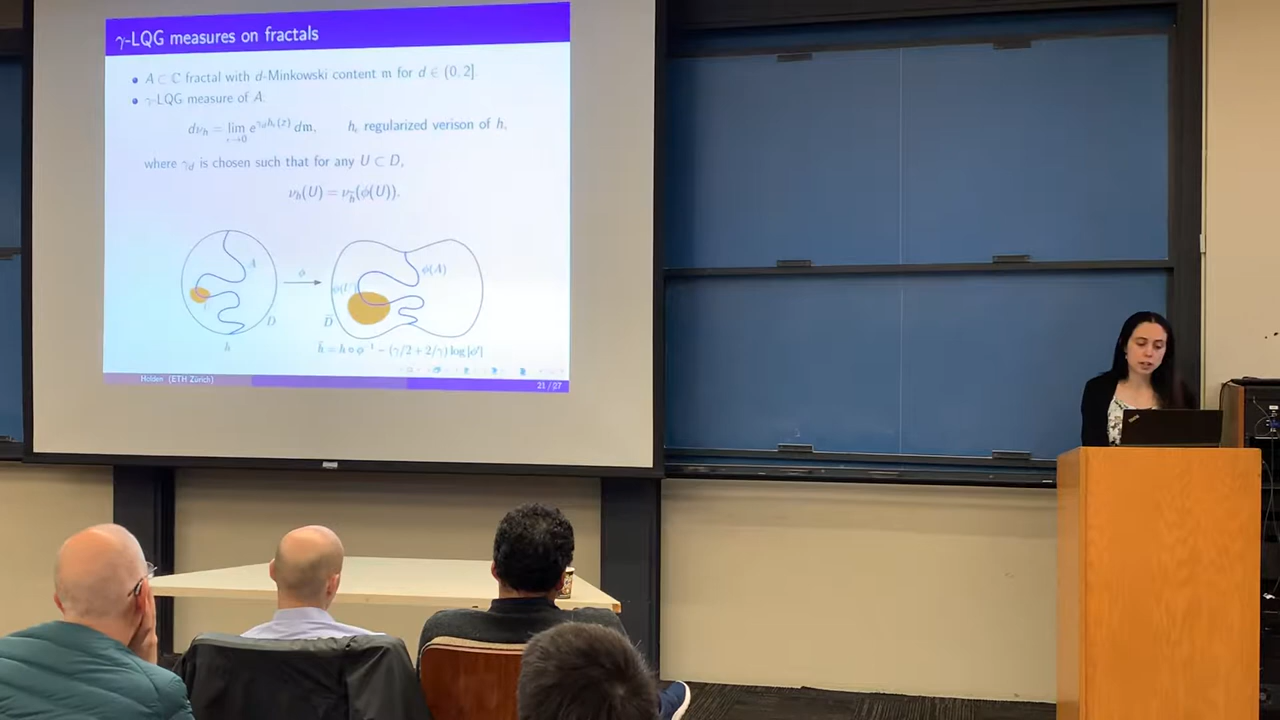 γ-LQG measures on fractals
A ⊂ ℂ fractal with d-Minkowski content m for d ∈ (0, 2].
γ-LQG measure of A.
dν_h = lim_{ε→0} e^{γ_d h_ε(z)} dm, h_ε regularized verison of h,
where γ_d is chosen such that for any U ⊂ D,
ν_h(U) = ν_{h̃}(ϕ(U)).
A ϕ ϕ(A)
ϕ(U)
D D̃
h h̃ = h ∘ ϕ⁻¹ − (γ/2 + 2/γ) log |ϕ′|
Holden (ETH Zürich) 21 / 27